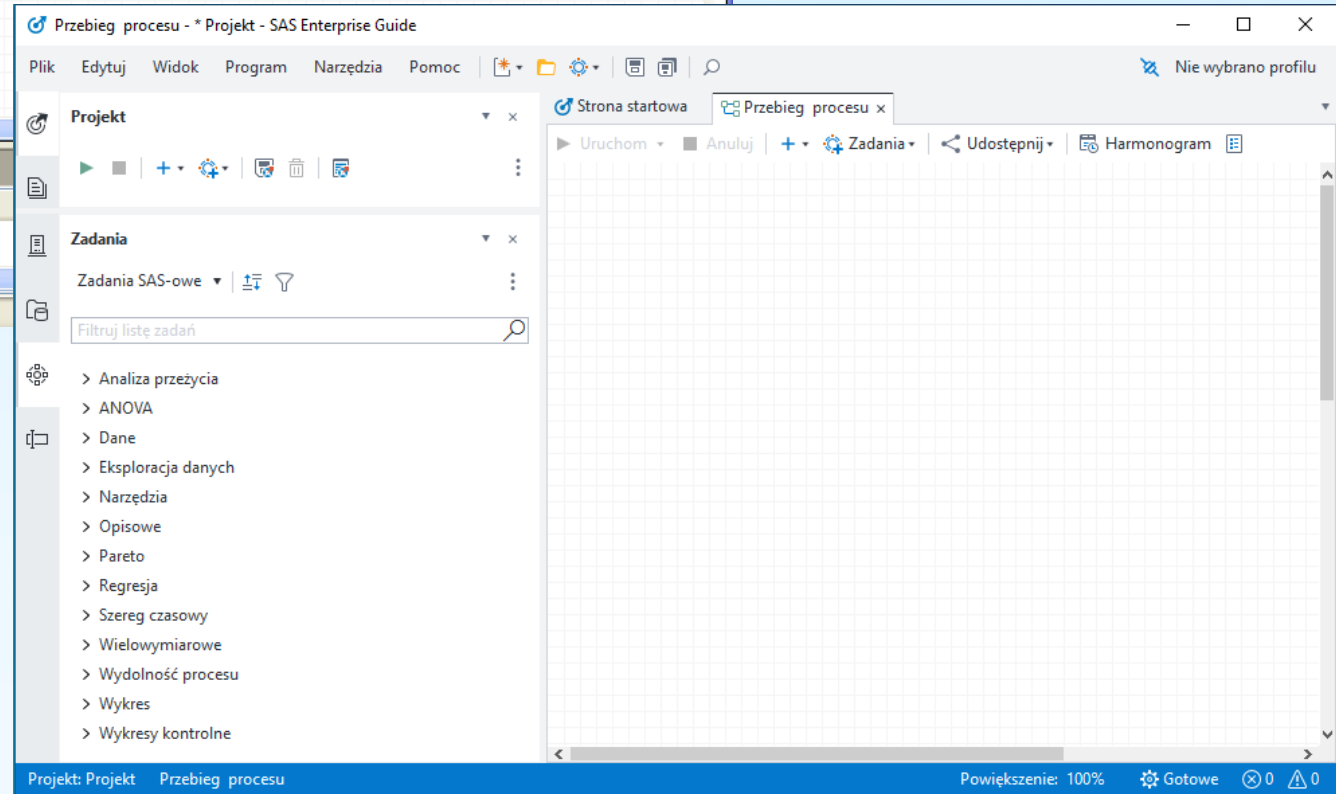 Przebieg procesu - * Projekt - SAS Enterprise Guide
Plik Edytuj Widok Program Narzędzia Pomoc Nie wybrano profilu
Projekt
Strona startowa Przebieg procesu
Uruchom Anuluj Zadania Udostępnij Harmonogram
Zadania
Zadania SAS-owe
Filtruj listę zadań
Analiza przeżycia
ANOVA
Dane
Eksploracja danych
Narzędzia
Opisowe
Pareto
Regresja
Szereg czasowy
Wielowymiarowe
Wydolność procesu
Wykres
Wykresy kontrolne
Projekt: Projekt Przebieg procesu Powiększenie: 100% Gotowe 0 0